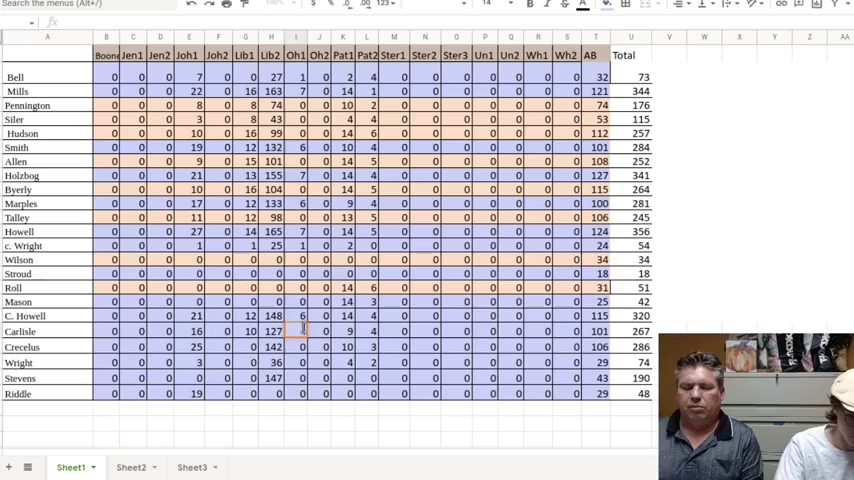 Search the menus (Alt+/)
100% $ % .0 .00 123 14 A
fx
A B C D E F G H I J K L M N O P Q R S T U V W X Y Z
Boone Jen1 Jen2 Joh1 Joh2 Lib1 Lib2 Oh1 Oh2 Pat1 Pat2 Ster1 Ster2 Ster3 Un1 Un2 Wh1 Wh2 AB Total
Bell 0 0 0 7 0 0 27 1 0 2 4 0 0 0 0 0 0 0 32 73
Mills 0 0 0 22 0 16 163 7 0 14 1 0 0 0 0 0 0 0 121 344
Pennington 0 0 0 8 0 8 74 0 0 10 2 0 0 0 0 0 0 0 74 176
Siler 0 0 0 3 0 8 43 0 0 4 4 0 0 0 0 0 0 0 53 115
Hudson 0 0 0 10 0 16 99 0 0 14 6 0 0 0 0 0 0 0 112 257
Smith 0 0 0 19 0 12 132 6 0 10 4 0 0 0 0 0 0 0 101 284
Allen 0 0 0 9 0 15 101 0 0 14 5 0 0 0 0 0 0 0 108 252
Holzbog 0 0 0 21 0 13 155 7 0 14 5 0 0 0 0 0 0 0 127 341
Byerly 0 0 0 10 0 16 104 0 0 14 5 0 0 0 0 0 0 0 115 264
Marples 0 0 0 17 0 12 133 6 0 9 4 0 0 0 0 0 0 0 100 281
Talley 0 0 0 11 0 12 98 0 0 13 5 0 0 0 0 0 0 0 106 245
Howell 0 0 0 27 0 14 165 7 0 14 5 0 0 0 0 0 0 0 124 356
c. Wright 0 0 0 1 0 1 25 1 0 2 0 0 0 0 0 0 0 0 24 54
Wilson 0 0 0 0 0 0 0 0 0 0 0 0 0 0 0 0 0 0 34 34
Stroud 0 0 0 0 0 0 0 0 0 0 0 0 0 0 0 0 0 0 18 18
Roll 0 0 0 0 0 0 0 0 0 14 6 0 0 0 0 0 0 0 31 51
Mason 0 0 0 0 0 0 0 0 0 14 3 0 0 0 0 0 0 0 25 42
C. Howell 0 0 0 21 0 12 148 6 0 14 4 0 0 0 0 0 0 0 115 320
Carlisle 0 0 0 16 0 10 127 0 9 4 0 0 0 0 0 0 0 101 267
Crecelus 0 0 0 25 0 0 142 0 0 10 3 0 0 0 0 0 0 0 106 286
Wright 0 0 0 3 0 0 36 0 0 4 2 0 0 0 0 0 0 0 29 74
Stevens 0 0 0 0 0 0 147 0 0 0 0 0 0 0 0 0 0 0 43 190
Riddle 0 0 0 19 0 0 0 0 0 0 0 0 0 0 0 0 0 0 29 48
Sheet1 Sheet2 Sheet3